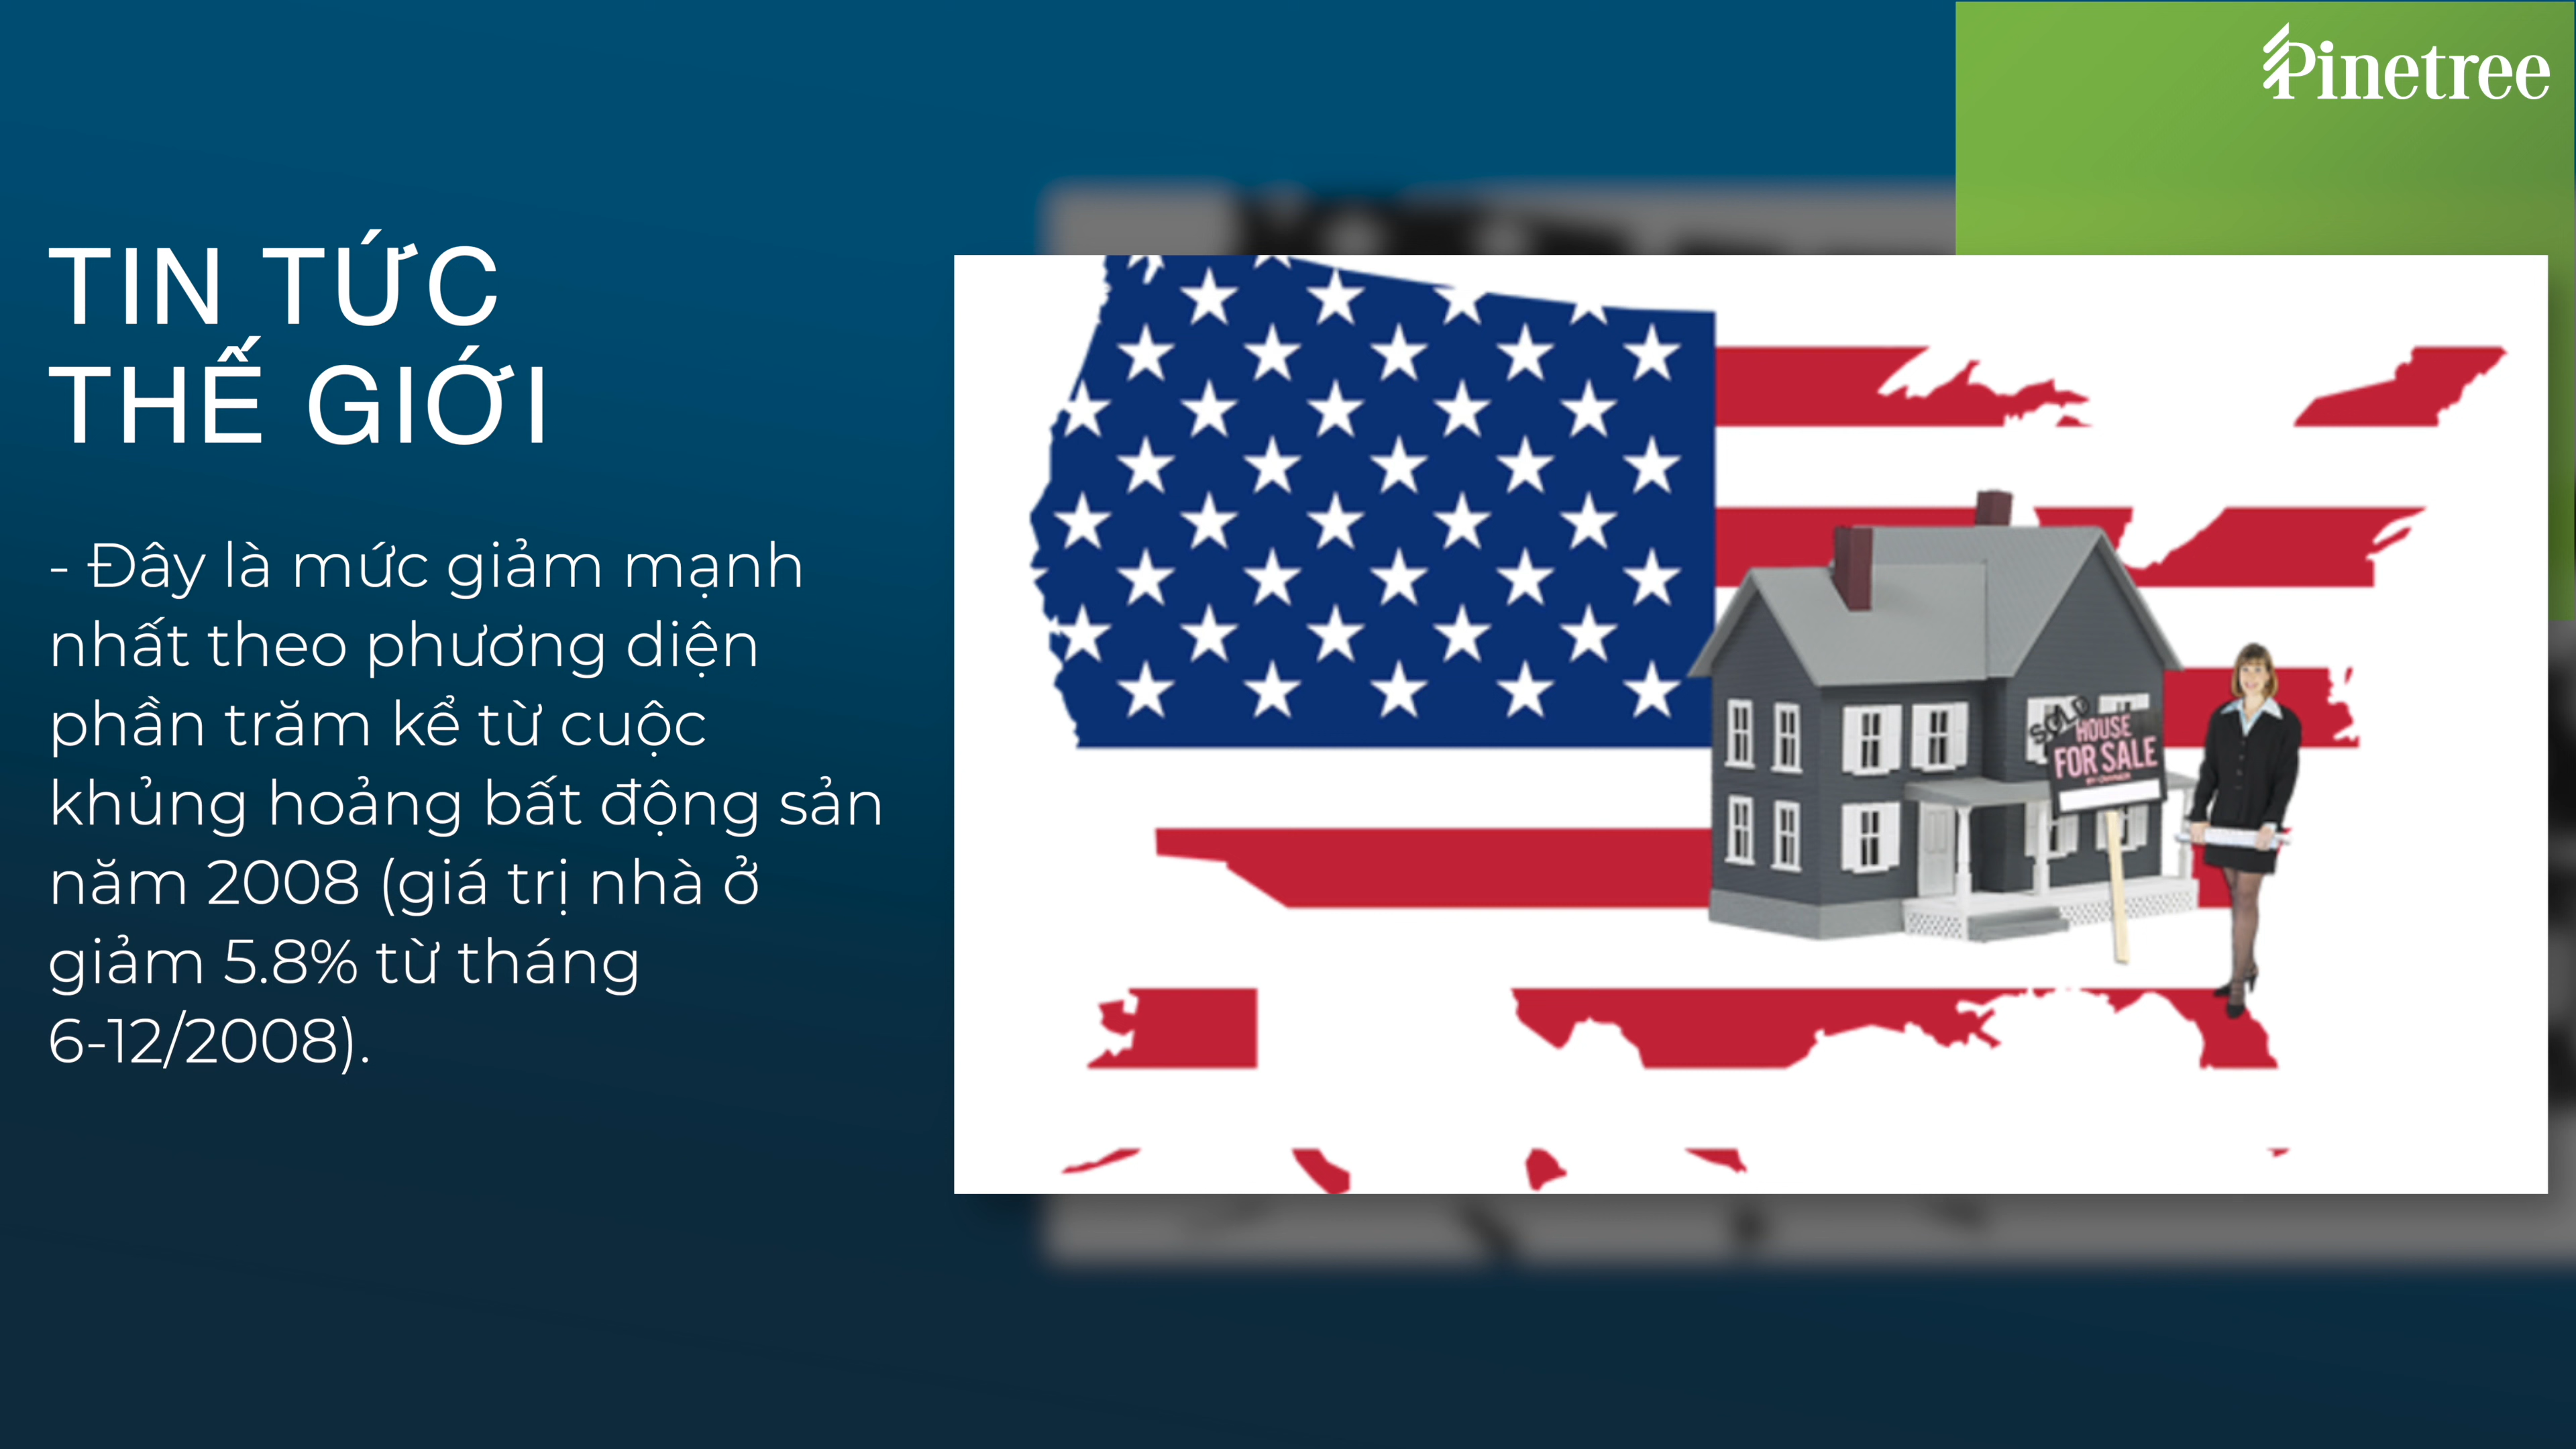 Pinetree
TIN TỨC
THẾ GIỚI
- Đây là mức giảm mạnh
nhất theo phương diện
phần trăm kể từ cuộc
khủng hoảng bất động sản
năm 2008 (giá trị nhà ở
giảm 5.8% từ tháng
6-12/2008).
SOLD
HOUSE
FOR SALE
BY OWNER